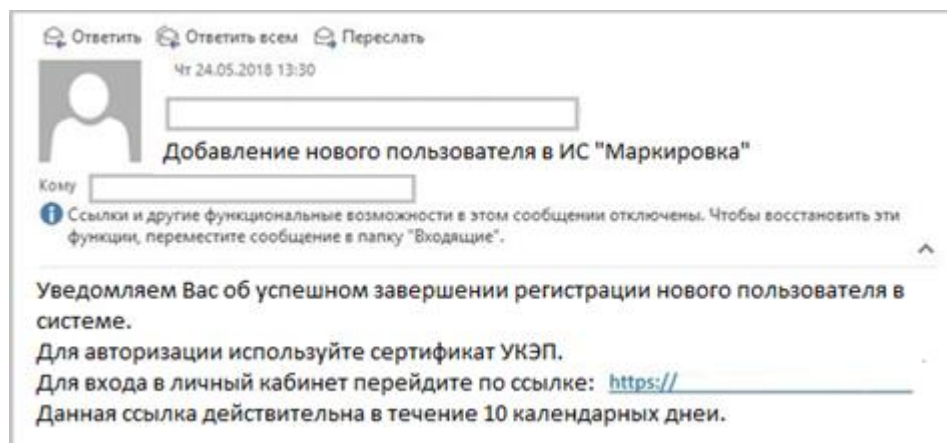 Ответить Ответить всем Переслать
Чт 24.05.2018 13:30
Добавление нового пользователя в ИС "Маркировка"
Кому
Ссылки и другие функциональные возможности в этом сообщении отключены. Чтобы восстановить эти
функции, переместите сообщение в папку "Входящие".
Уведомляем Вас об успешном завершении регистрации нового пользователя в
системе.
Для авторизации используйте сертификат УКЭП.
Для входа в личный кабинет перейдите по ссылке: https://
Данная ссылка действительна в течение 10 календарных днеи.